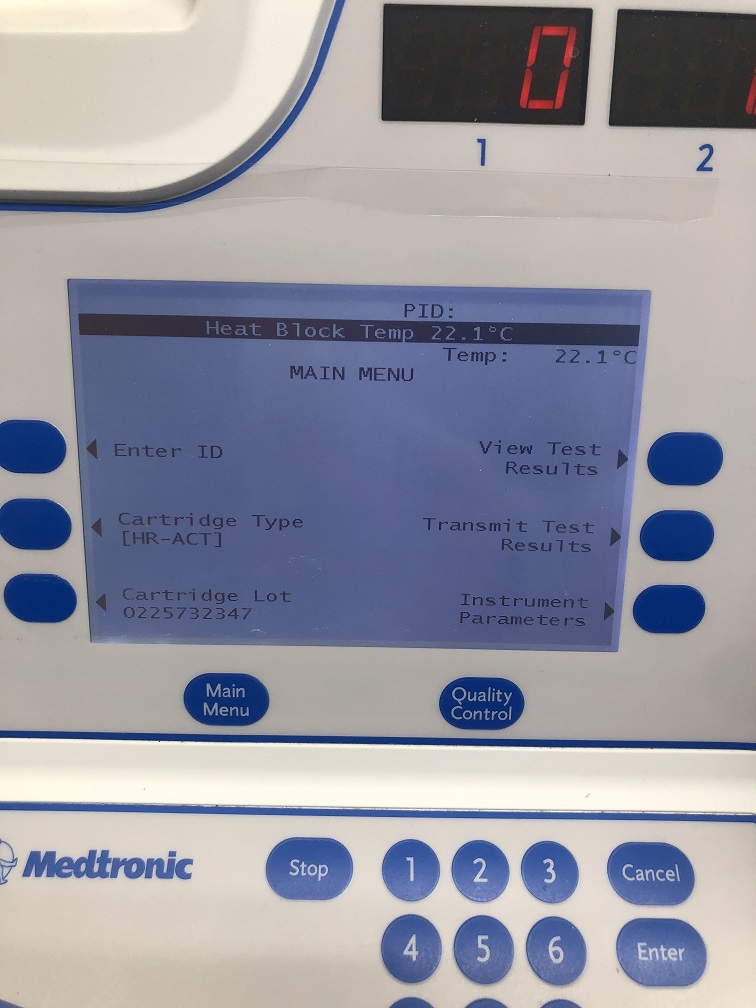 0
1 2
PID:
Heat Block Temp 22.1°C
Temp: 22.1°C
MAIN MENU
Enter ID
View Test
Results
Cartridge Type
[HR-ACT]
Transmit Test
Results
Cartridge Lot
0225732347
Instrument
Parameters
Main
Menu
Quality
Control
Medtronic
Stop 1 2 3 Cancel
4 5 6 Enter